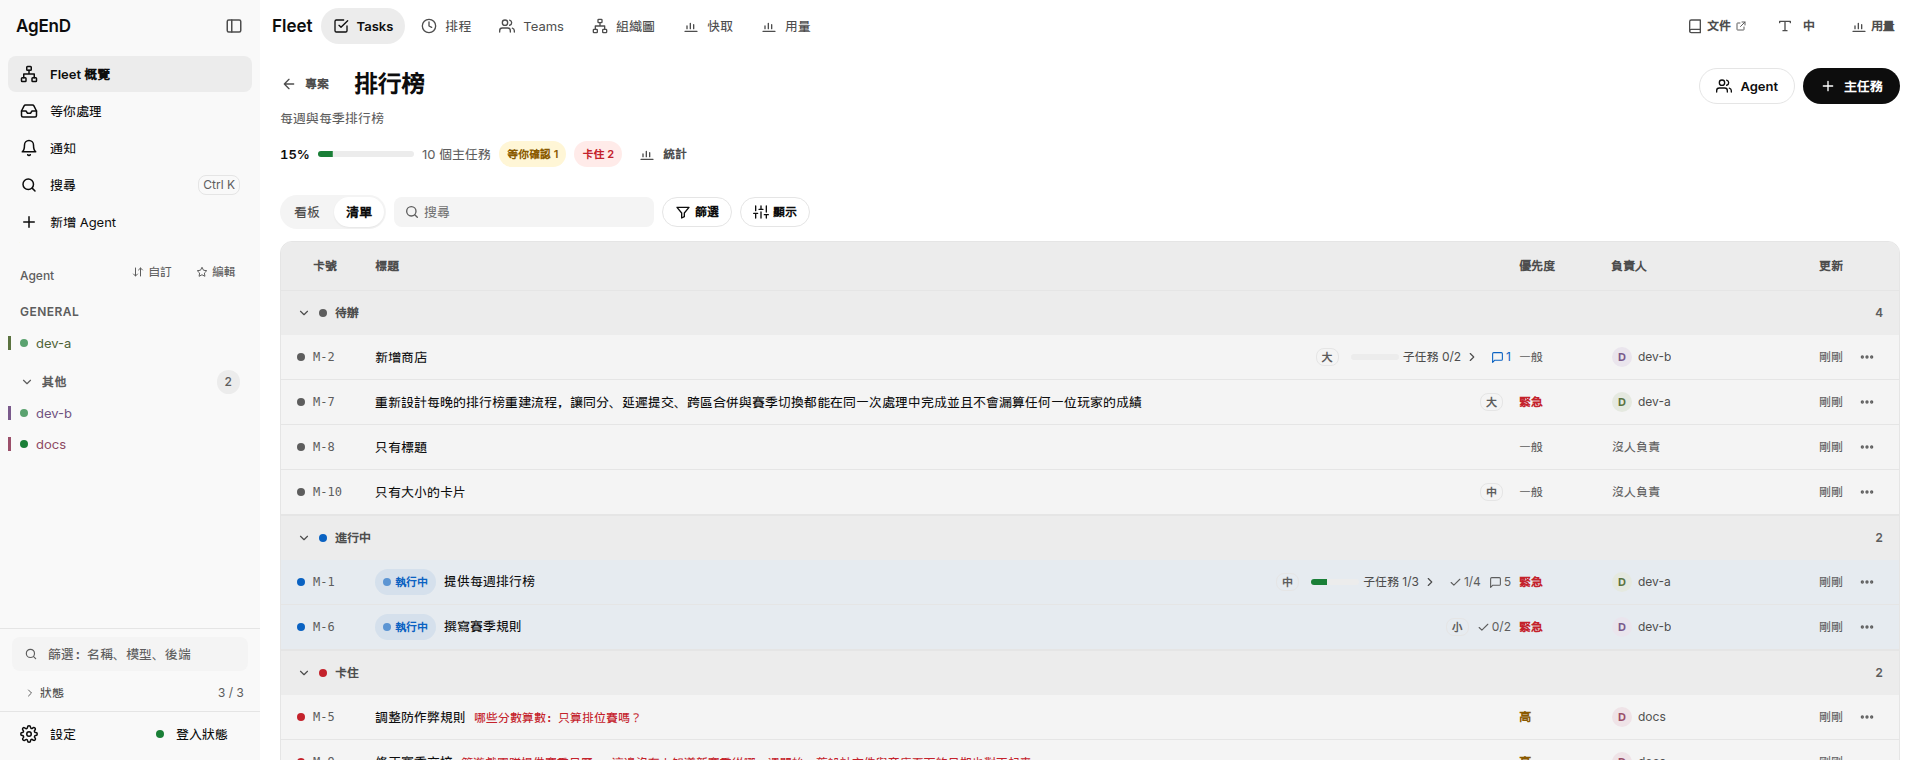 AgEnD
Fleet 概覽
等你處理
通知
搜尋 Ctrl K
新增 Agent
Agent 自訂 編輯
GENERAL
dev-a
其他 2
dev-b
docs
篩選：名稱、模型、後端
狀態 3 / 3
設定 登入狀態
Fleet Tasks 排程 Teams 組織圖 快取 用量
文件 中 用量
專案 排行榜
Agent 主任務
每週與每季排行榜
15% 10 個主任務 等你確認 1 卡住 2 統計
看板 清單 搜尋 篩選 顯示
卡號 標題 優先度 負責人 更新
待辦 4
M-2 新增商店 大 子任務 0/2 1 一般 D dev-b 剛剛
M-7 重新設計每晚的排行榜重建流程，讓同分、延遲提交、跨區合併與賽季切換都能在同一次處理中完成並且不會漏算任何一位玩家的成績 大 緊急 D dev-a 剛剛
M-8 只有標題 一般 沒人負責 剛剛
M-10 只有大小的卡片 中 一般 沒人負責 剛剛
進行中 2
M-1 執行中 提供每週排行榜 中 子任務 1/3 1/4 5 緊急 D dev-a 剛剛
M-6 執行中 撰寫賽季規則 小 0/2 緊急 D dev-b 剛剛
卡住 2
M-5 調整防作弊規則 哪些分數算數：只算排位賽嗎？ 高 D docs 剛剛